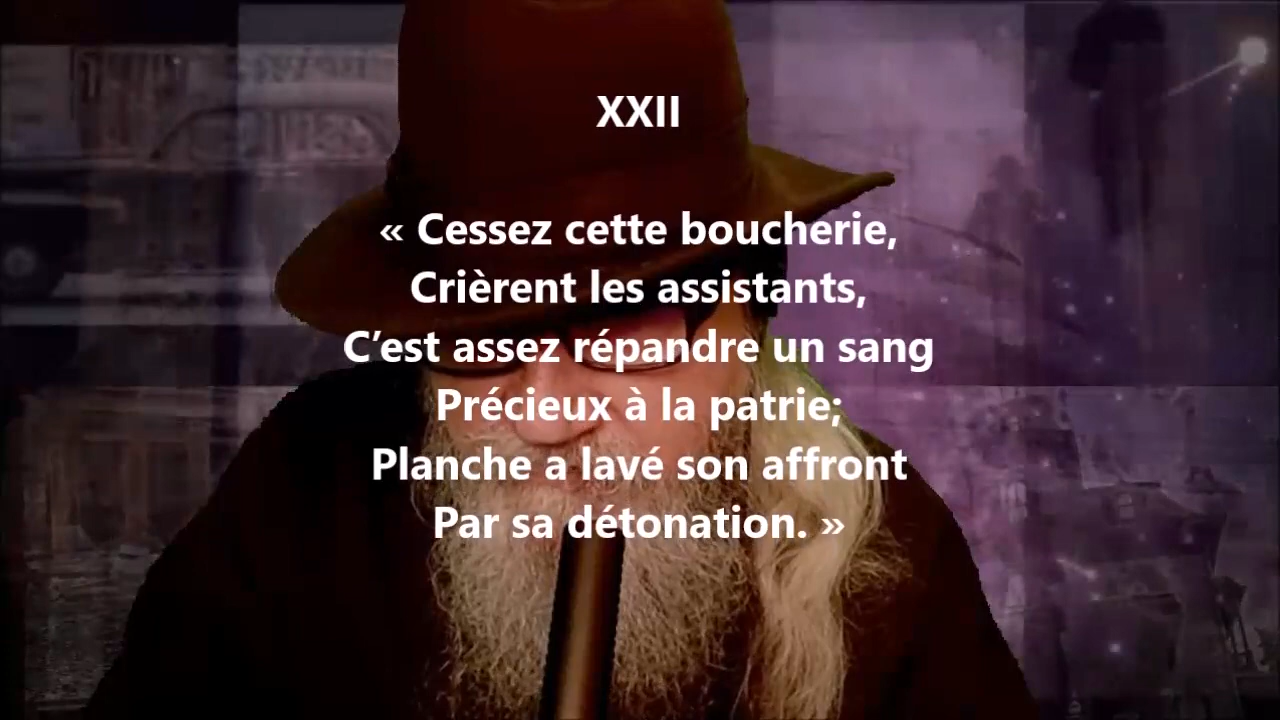 XXII
« Cessez cette boucherie,
Crièrent les assistants,
C’est assez répandre un sang
Précieux à la patrie;
Planche a lavé son affront
Par sa détonation. »